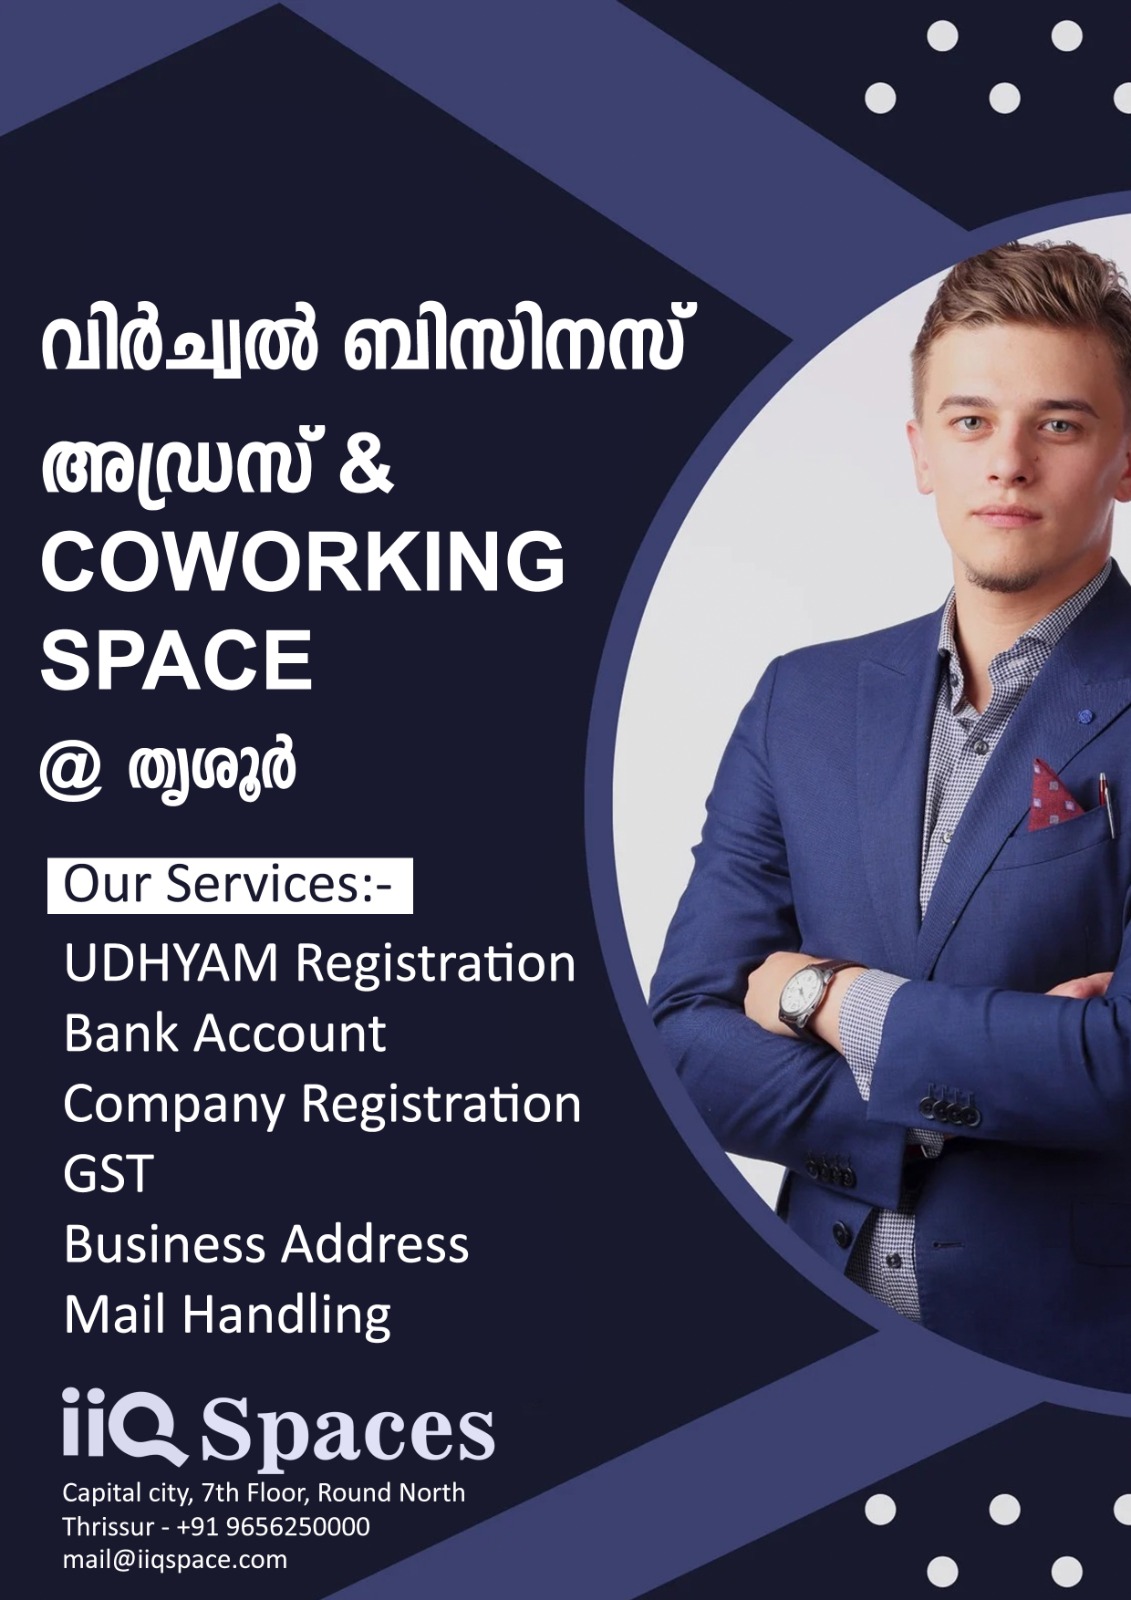 വിർച്വൽ ബിസിനസ്
അഡ്രസ് &
COWORKING
SPACE
@ തൃശൂർ
Our Services:-
UDHYAM Registration
Bank Account
Company Registration
GST
Business Address
Mail Handling
iiQ Spaces
Capital city, 7th Floor, Round North
Thrissur - +91 9656250000
mail@iiqspace.com